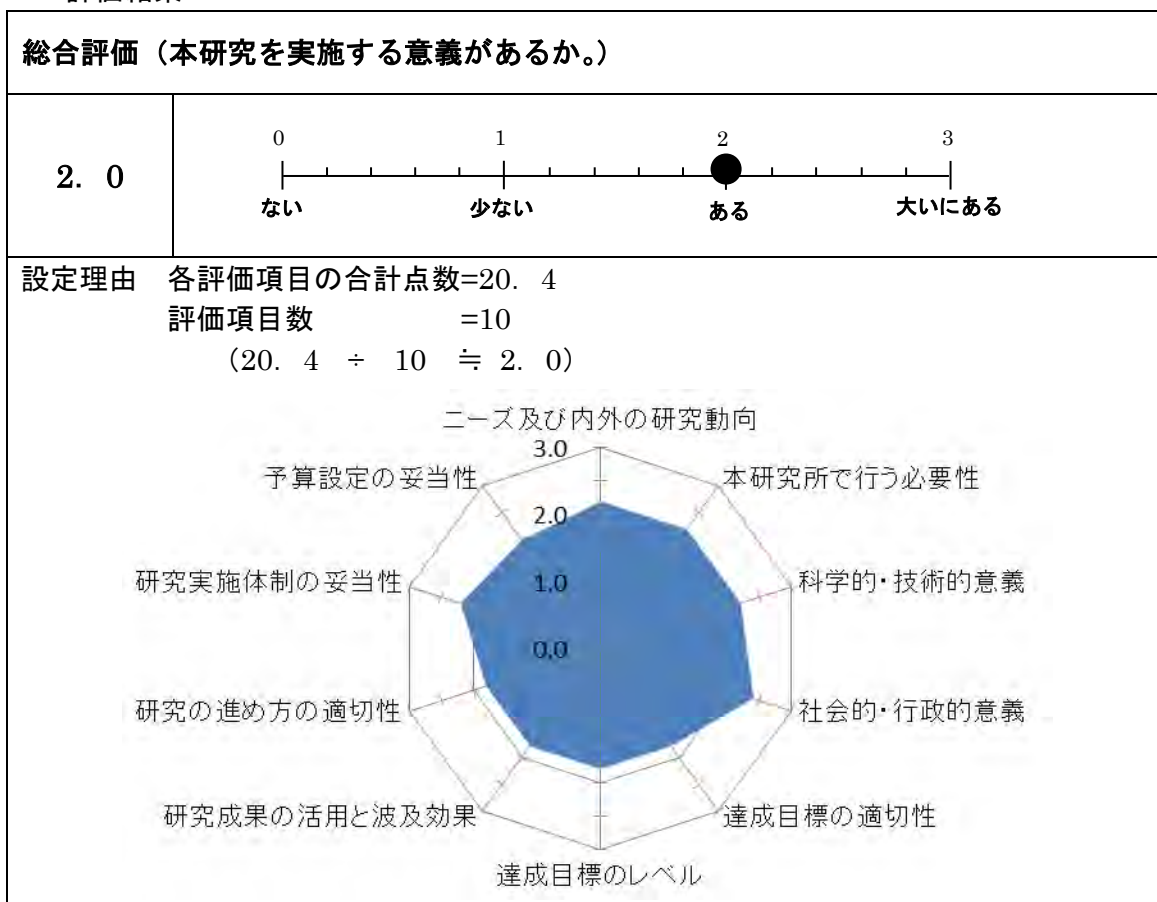 総合評価（本研究を実施する意義があるか。）
2．0
0 1 2 3
ない 少ない ある 大いにある
設定理由 各評価項目の合計点数=20．4
評価項目数 =10
（20．4 ÷ 10 ≒ 2．0）
ニーズ及び内外の研究動向
3.0
予算設定の妥当性 本研究所で行う必要性
2.0
研究実施体制の妥当性 1.0 科学的・技術的意義
0.0
研究の進め方の適切性 社会的・行政的意義
研究成果の活用と波及効果 達成目標の適切性
達成目標のレベル